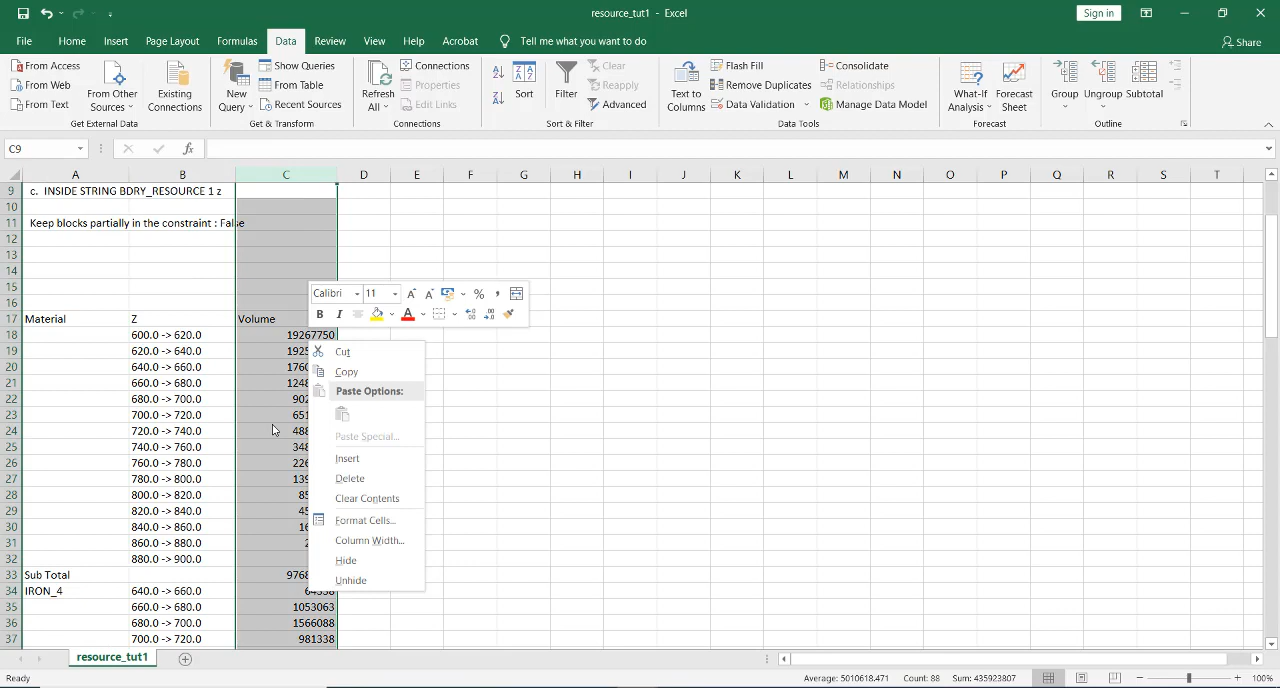 resource_tut1 - Excel
Sign in
File Home Insert Page Layout Formulas Data Review View Help Acrobat Tell me what you want to do
Share
From Access
From Web
From Text
From Other Sources
Existing Connections
Get External Data
New Query
Show Queries
From Table
Recent Sources
Get & Transform
Refresh All
Connections
Properties
Edit Links
Connections
Sort
Filter
Clear
Reapply
Advanced
Sort & Filter
Text to Columns
Flash Fill
Remove Duplicates
Data Validation
Consolidate
Relationships
Manage Data Model
Data Tools
What-If Analysis
Forecast Sheet
Forecast
Group
Ungroup
Subtotal
Outline
C9
A B C D E F G H I J K L M N O P Q R S T
9 c. INSIDE STRING BDRY_RESOURCE 1 z
10
11 Keep blocks partially in the constraint : False
12
13
14
15
16
17 Material Z Volume
18 600.0 -> 620.0 19267750
19 620.0 -> 640.0 1925
20 640.0 -> 660.0 1760
21 660.0 -> 680.0 1248
22 680.0 -> 700.0 902
23 700.0 -> 720.0 651
24 720.0 -> 740.0 488
25 740.0 -> 760.0 348
26 760.0 -> 780.0 226
27 780.0 -> 800.0 139
28 800.0 -> 820.0 85
29 820.0 -> 840.0 45
30 840.0 -> 860.0 16
31 860.0 -> 880.0
32 880.0 -> 900.0
33 Sub Total 9768
34 IRON_4 640.0 -> 660.0 64338
35 660.0 -> 680.0 1053063
36 680.0 -> 700.0 1566088
37 700.0 -> 720.0 981338
Calibri 11
B I A
Cut
Copy
Paste Options:
Paste Special...
Insert
Delete
Clear Contents
Format Cells...
Column Width...
Hide
Unhide
resource_tut1
Ready
Average: 5010618.471 Count: 88 Sum: 435923807
100%